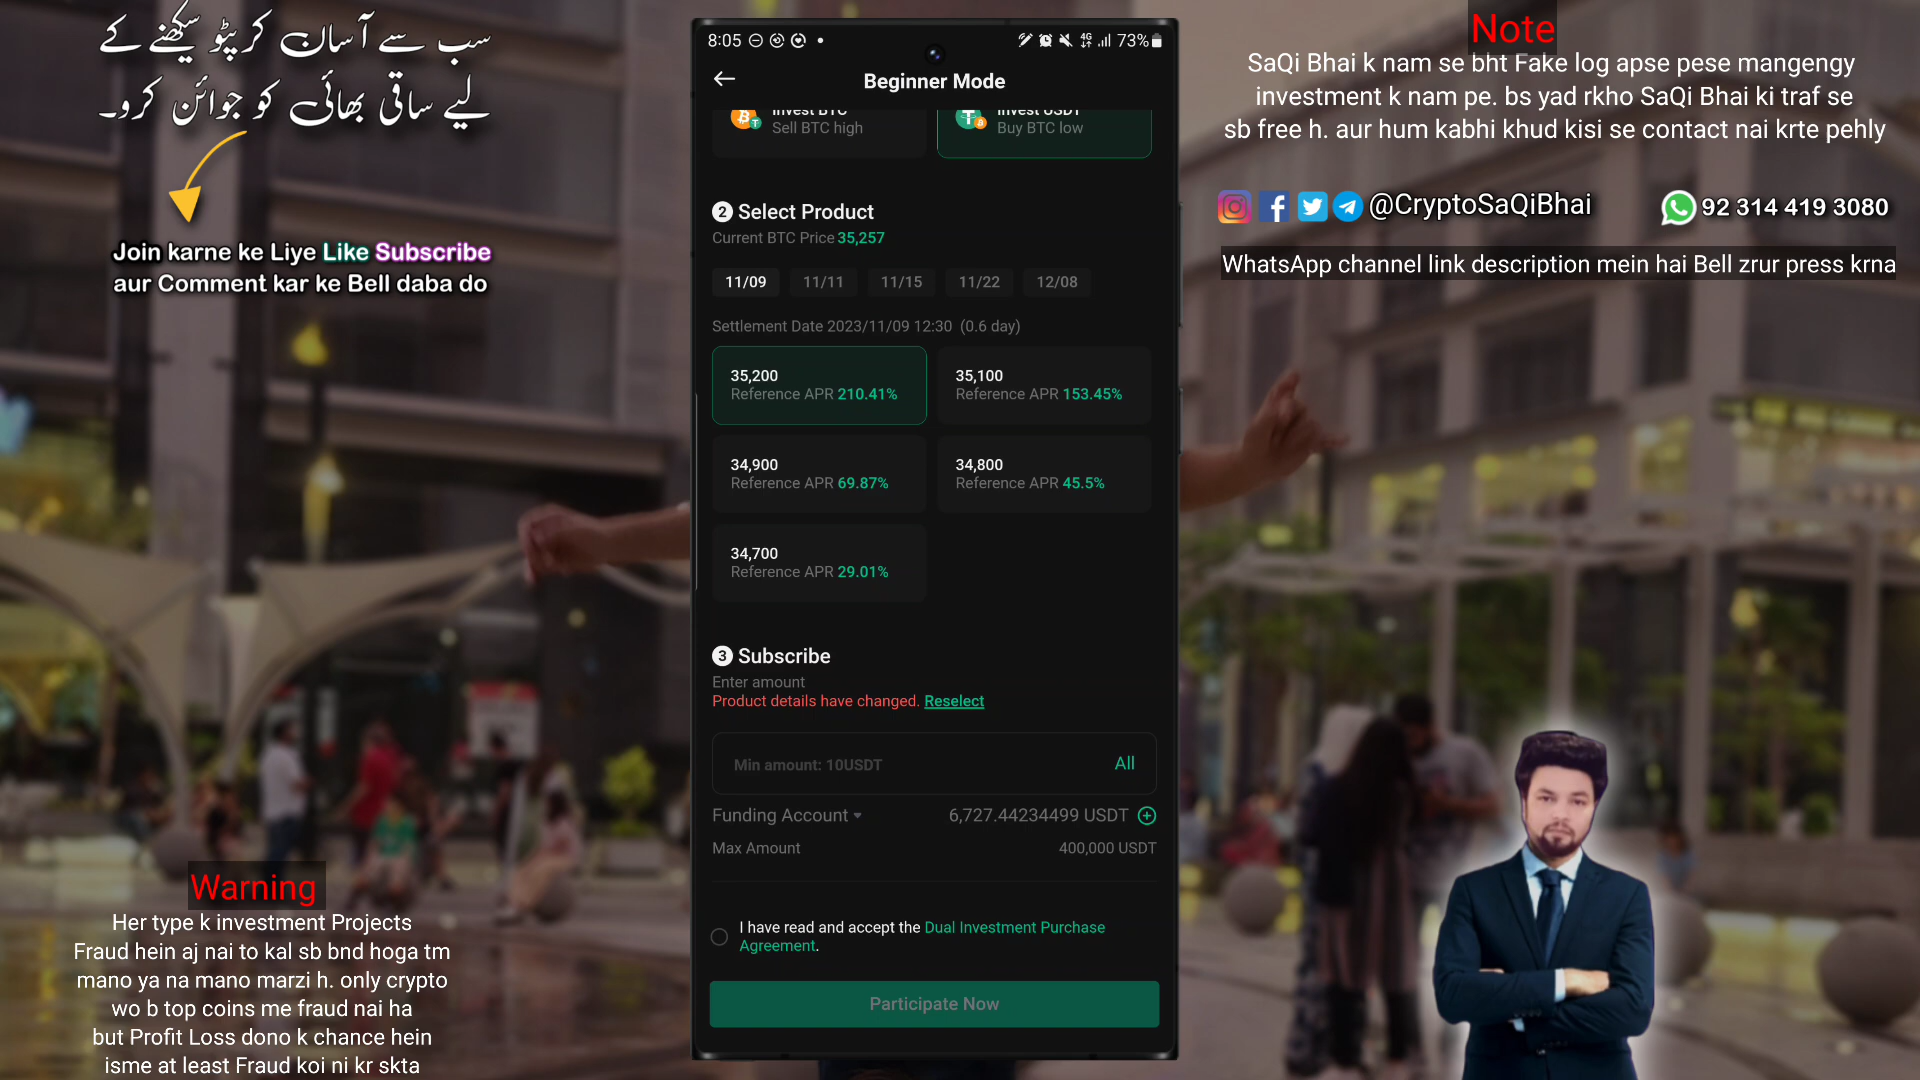 سب سے آسان کرپٹو سیکھنے کے
لیے ساقی بھائی کو جوائن کرو۔
Join karne ke Liye Like Subscribe
aur Comment kar ke Bell daba do
Warning
Her type k investment Projects
Fraud hein aj nai to kal sb bnd hoga tm
mano ya na mano marzi h. only crypto
wo b top coins me fraud nai ha
but Profit Loss dono k chance hein
isme at least Fraud koi ni kr skta
8:05
4G
73%
Beginner Mode
Invest BTC
Sell BTC high
Invest USDT
Buy BTC low
2 Select Product
Current BTC Price 35,257
11/09 11/11 11/15 11/22 12/08
Settlement Date 2023/11/09 12:30 (0.6 day)
35,200
Reference APR 210.41%
35,100
Reference APR 153.45%
34,900
Reference APR 69.87%
34,800
Reference APR 45.5%
34,700
Reference APR 29.01%
3 Subscribe
Enter amount
Product details have changed. Reselect
Min amount: 10USDT All
Funding Account 6,727.44234499 USDT
Max Amount 400,000 USDT
I have read and accept the Dual Investment Purchase
Agreement.
Participate Now
Note
SaQi Bhai k nam se bht Fake log apse pese mangengy
investment k nam pe. bs yad rkho SaQi Bhai ki traf se
sb free h. aur hum kabhi khud kisi se contact nai krte pehly
@CryptoSaQiBhai
92 314 419 3080
WhatsApp channel link description mein hai Bell zrur press krna